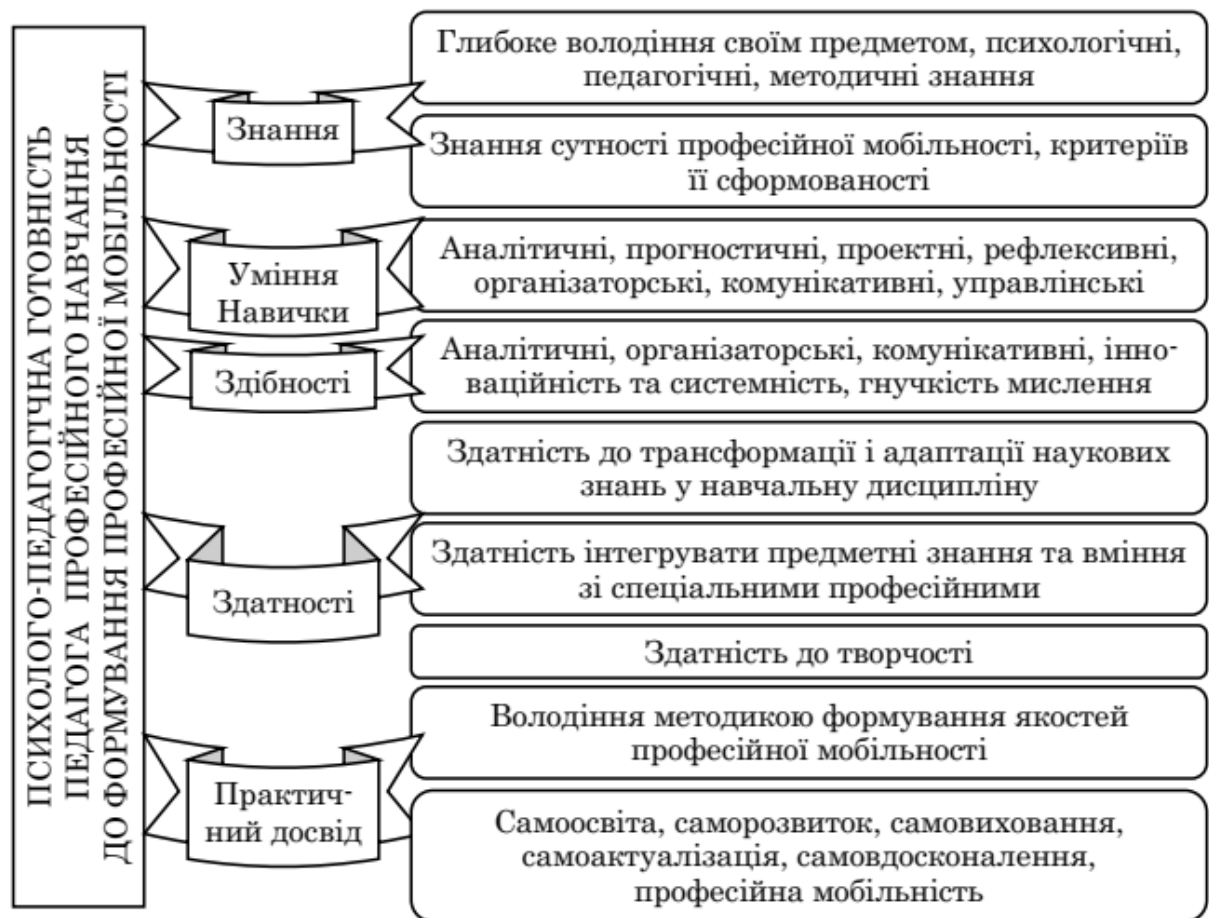 ПСИХОЛОГО-ПЕДАГОГІЧНА ГОТОВНІСТЬ
ПЕДАГОГА ПРОФЕСІЙНОГО НАВЧАННЯ
ДО ФОРМУВАННЯ ПРОФЕСІЙНОЇ МОБІЛЬНОСТІ
Знання
Глибоке володіння своїм предметом, психологічні,
педагогічні, методичні знання
Знання сутності професійної мобільності, критеріїв
її сформованості
Уміння
Навички
Аналітичні, прогностичні, проектні, рефлексивні,
організаторські, комунікативні, управлінські
Здібності
Аналітичні, організаторські, комунікативні, інно-
ваційність та системність, гнучкість мислення
Здатності
Здатність до трансформації і адаптації наукових
знань у навчальну дисципліну
Здатність інтегрувати предметні знання та вміння
зі спеціальними професійними
Здатність до творчості
Практич-
ний досвід
Володіння методикою формування якостей
професійної мобільності
Самоосвіта, саморозвиток, самовиховання,
самоактуалізація, самовдосконалення,
професійна мобільність